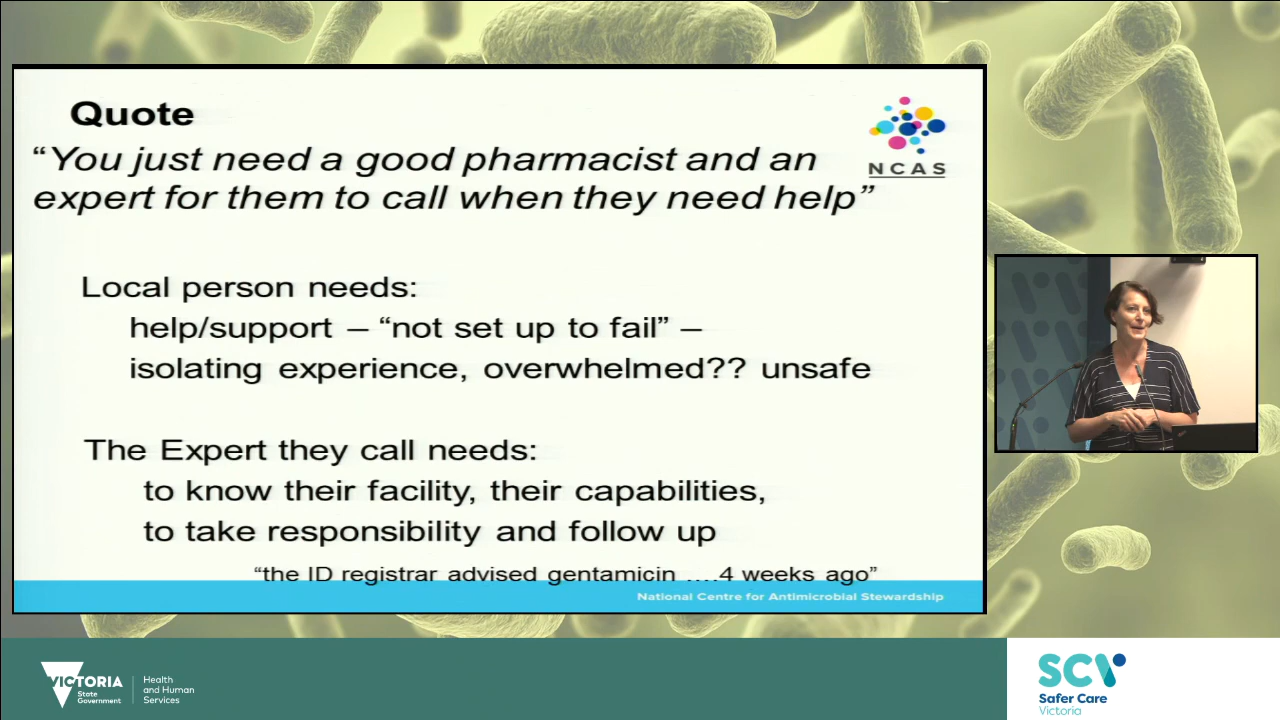 Quote
“You just need a good pharmacist and an
expert for them to call when they need help”
NCAS
Local person needs:
help/support – “not set up to fail” –
isolating experience, overwhelmed?? unsafe
The Expert they call needs:
to know their facility, their capabilities,
to take responsibility and follow up
“the ID registrar advised gentamicin ....4 weeks ago”
National Centre for Antimicrobial Stewardship
VICTORIA
State
Government
Health
and Human
Services
SCV
Safer Care
Victoria